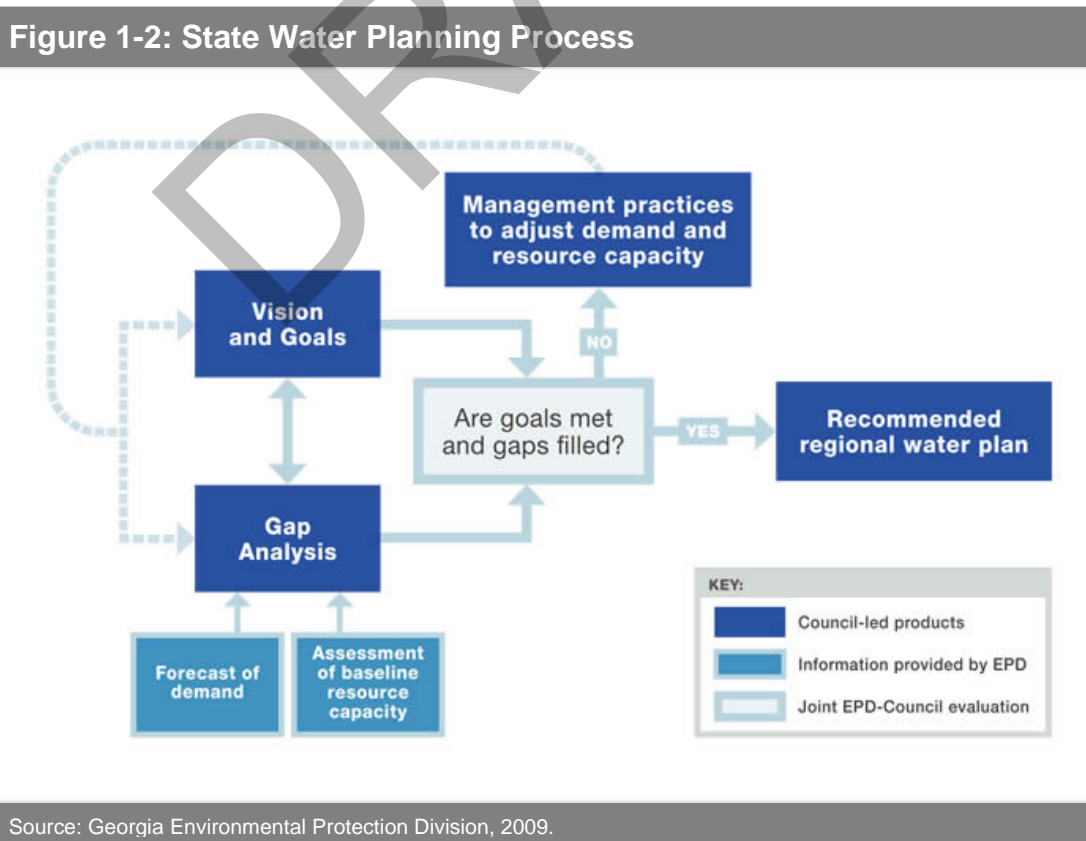 Figure 1-2: State Water Planning Process
Management practices
to adjust demand and
resource capacity
Vision
and Goals
NO
Are goals met
and gaps filled?
YES
Recommended
regional water plan
Gap
Analysis
Forecast of
demand
Assessment
of baseline
resource
capacity
KEY:
Council-led products
Information provided by EPD
Joint EPD-Council evaluation
Source: Georgia Environmental Protection Division, 2009.